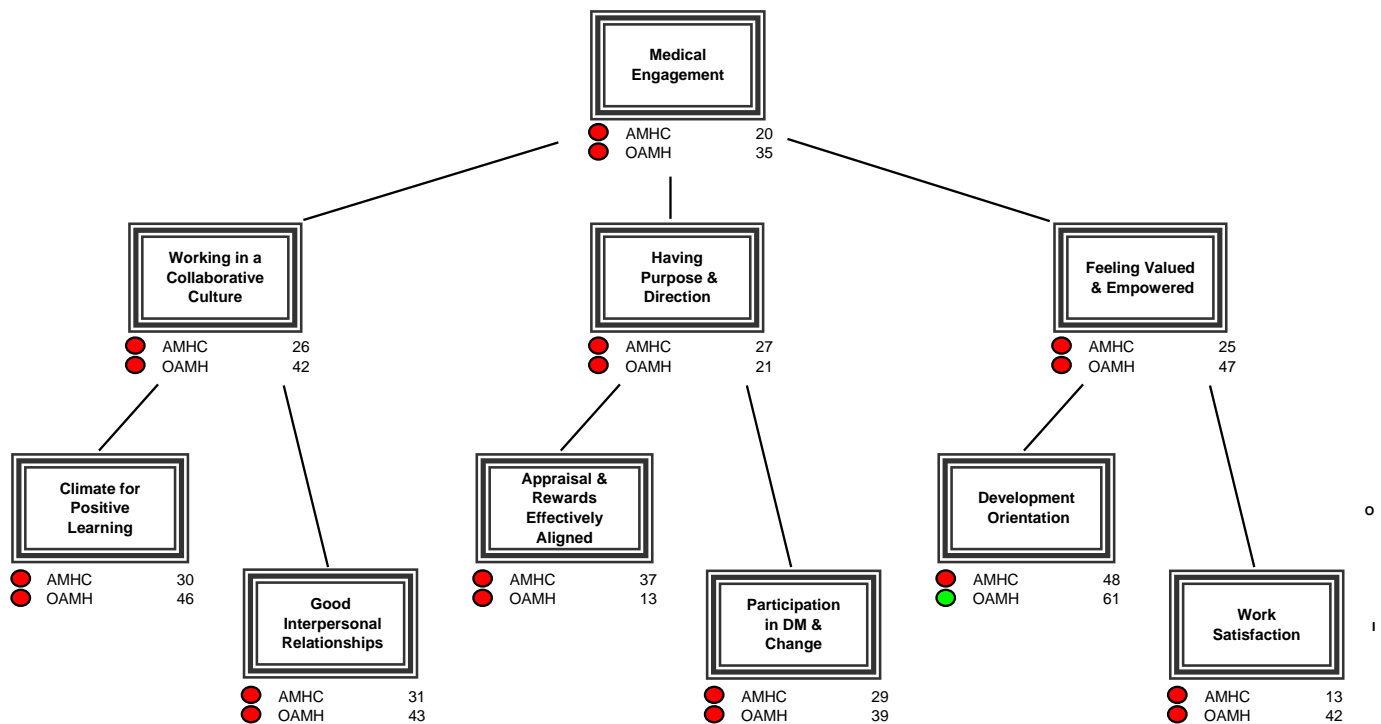 Medical
Engagement
AMHC 20
OAMH 35
Working in a
Collaborative
Culture
AMHC 26
OAMH 42
Having
Purpose &
Direction
AMHC 27
OAMH 21
Feeling Valued
& Empowered
AMHC 25
OAMH 47
Climate for
Positive
Learning
AMHC 30
OAMH 46
Good
Interpersonal
Relationships
AMHC 31
OAMH 43
Appraisal &
Rewards
Effectively
Aligned
AMHC 37
OAMH 13
Participation
in DM &
Change
AMHC 29
OAMH 39
Development
Orientation
AMHC 48
OAMH 61
Work
Satisfaction
AMHC 13
OAMH 42
O
I